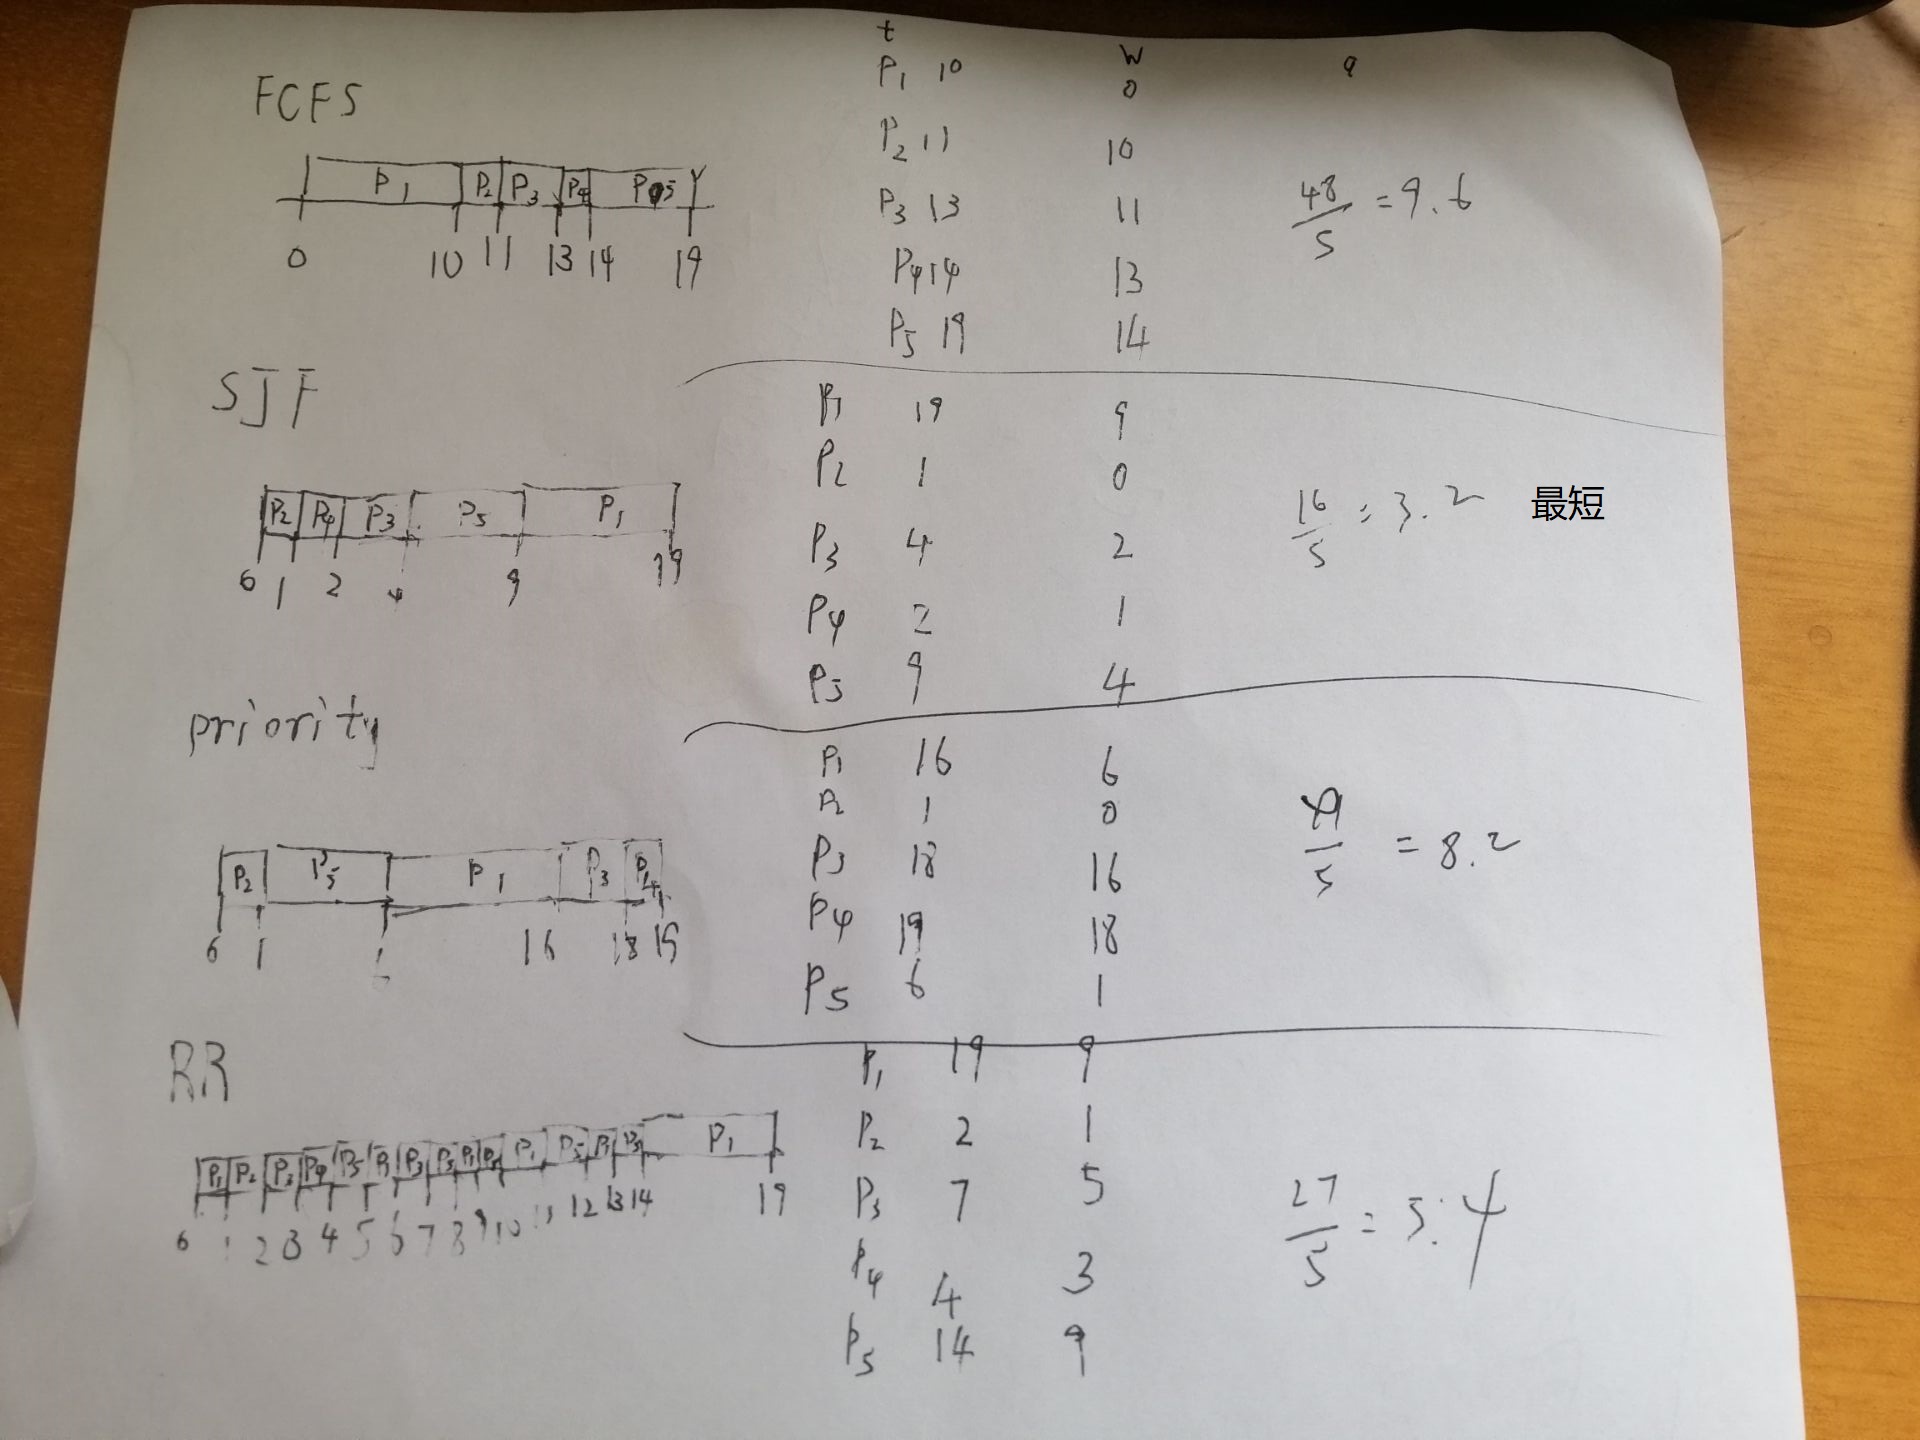 t W a
FCFS
P1 P2 P3 P4 P5
0 10 11 13 14 19
P1 10 0
P2 11 10
P3 13 11
P4 14 13
P5 19 14
48/5 = 9.6
SJF
P2 P4 P3 P5 P1
0 1 2 4 9 19
P1 19 9
P2 1 0
P3 4 2
P4 2 1
P5 9 4
16/5 = 3.2 最短
priority
P2 P5 P1 P3 P4
0 1 6 16 18 19
P1 16 6
P2 1 0
P3 18 16
P4 19 18
P5 6 1
41/5 = 8.2
RR
P1 P2 P3 P4 P5 P1 P3 P5 P1 P5 P1 P5 P1 P5 P1
0 1 2 3 4 5 6 7 8 9 10 11 12 13 14 19
P1 19 9
P2 2 1
P3 7 5
P4 4 3
P5 14 9
27/5 = 5.4